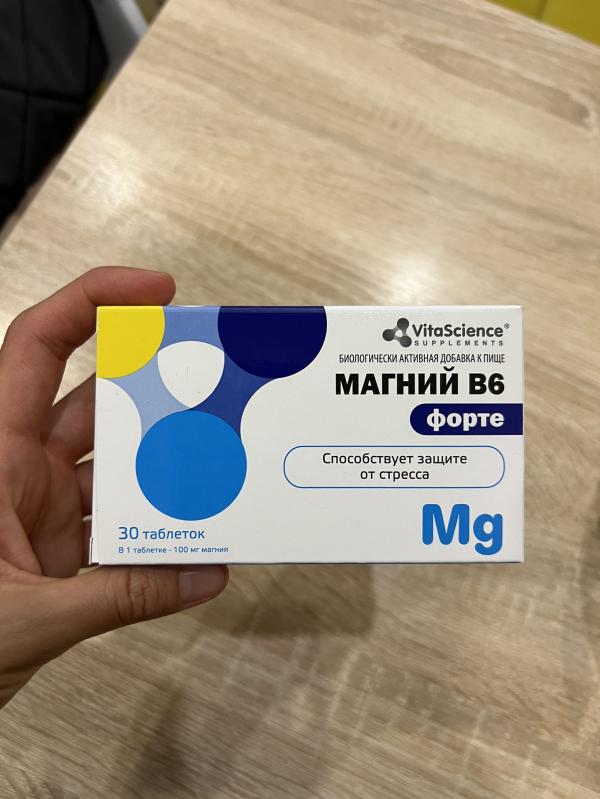 VitaScience®
SUPPLEMENTS
БИОЛОГИЧЕСКИ АКТИВНАЯ ДОБАВКА К ПИЩЕ
МАГНИЙ В6
форте
Способствует защите
от стресса
Mg
30 таблеток
В 1 таблетке - 100 мг магния